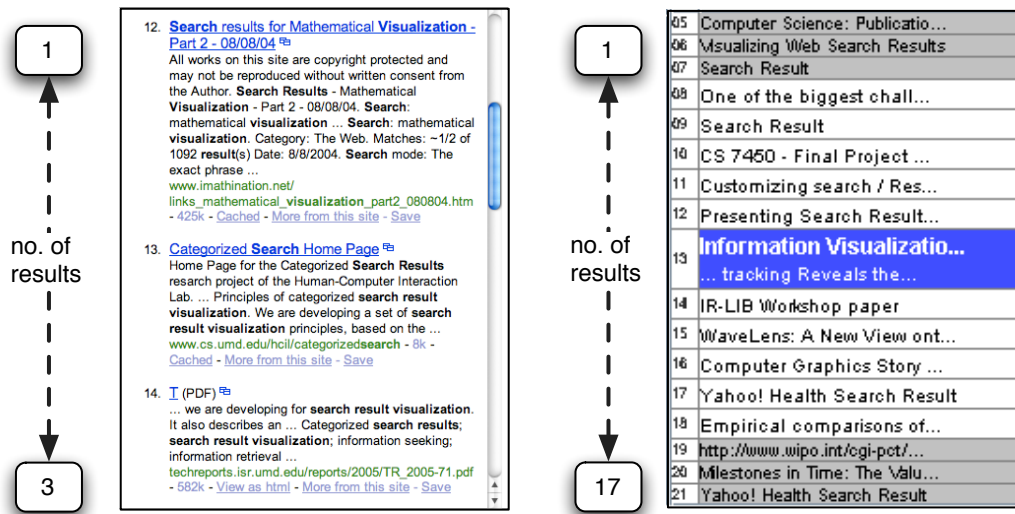 1
no. of
results
3
12. Search results for Mathematical Visualization -
Part 2 - 08/08/04
All works on this site are copyright protected and
may not be reproduced without written consent from
the Author. Search Results - Mathematical
Visualization - Part 2 - 08/08/04. Search:
mathematical visualization ... Search: mathematical
visualization. Category: The Web. Matches: ~1/2 of
1092 result(s) Date: 8/8/2004. Search mode: The
exact phrase ...
www.imathination.net/
links_mathematical_visualization_part2_080804.htm
- 425k - Cached - More from this site - Save
13. Categorized Search Home Page
Home Page for the Categorized Search Results
resarch project of the Human-Computer Interaction
Lab. ... Principles of categorized search result
visualization. We are developing a set of search
result visualization principles, based on the ...
www.cs.umd.edu/hcil/categorizedsearch - 8k -
Cached - More from this site - Save
14. T (PDF)
... we are developing for search result visualization.
It also describes an ... Categorized search results;
search result visualization; information seeking;
information retrieval ...
techreports.isr.umd.edu/reports/2005/TR_2005-71.pdf
- 582k - View as html - More from this site - Save
1
no. of
results
17
05 Computer Science: Publicatio...
06 Visualizing Web Search Results
07 Search Result
08 One of the biggest chall...
09 Search Result
10 CS 7450 - Final Project ...
11 Customizing search / Res...
12 Presenting Search Result...
13 Information Visualizatio...
... tracking Reveals the...
14 IR-LIB Workshop paper
15 WaveLens: A New View ont...
16 Computer Graphics Story ...
17 Yahoo! Health Search Result
18 Empirical comparisons of...
19 http://www.wipo.int/cgi-pct/...
20 Milestones in Time: The Valu...
21 Yahoo! Health Search Result